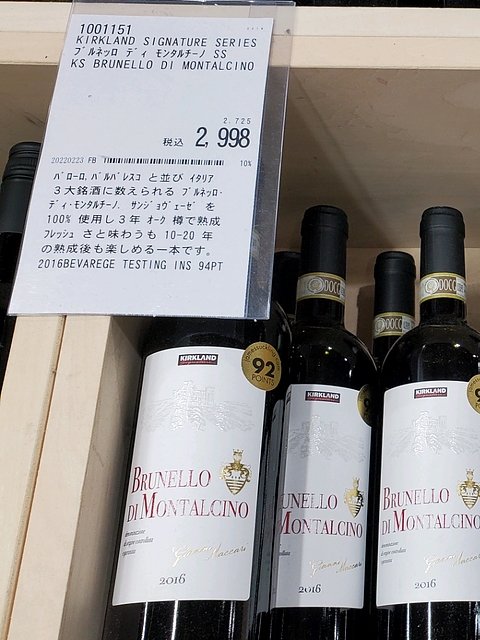 1001151
KIRKLAND SIGNATURE SERIES
ブルネッロ ディ モンタルチーノ SS
KS BRUNELLO DI MONTALCINO
2.725
税込 2,998
20220223 FB 10%
バローロ、バルバレスコ と並び イタリア
３大銘酒に数えられる ブルネッロ・
ディ・モンタルチーノ。サンジョヴェーゼ を
100% 使用し３年 オーク 樽で熟成
フレッシュ さと味わうも 10-20 年
の熟成後も楽しめる一本です。
2016BEVAREGE TESTING INS 94PT
DOCG
DOCG
DOCG
KIRKLAND
92
POINTS
BRUNELLO
DI MONTALCINO
2016
KIRKLAND
9
UNELLO
MONTALCINO
2016
KIRKLAND
9
BRUNELLO
DI MONTALCINO
2016